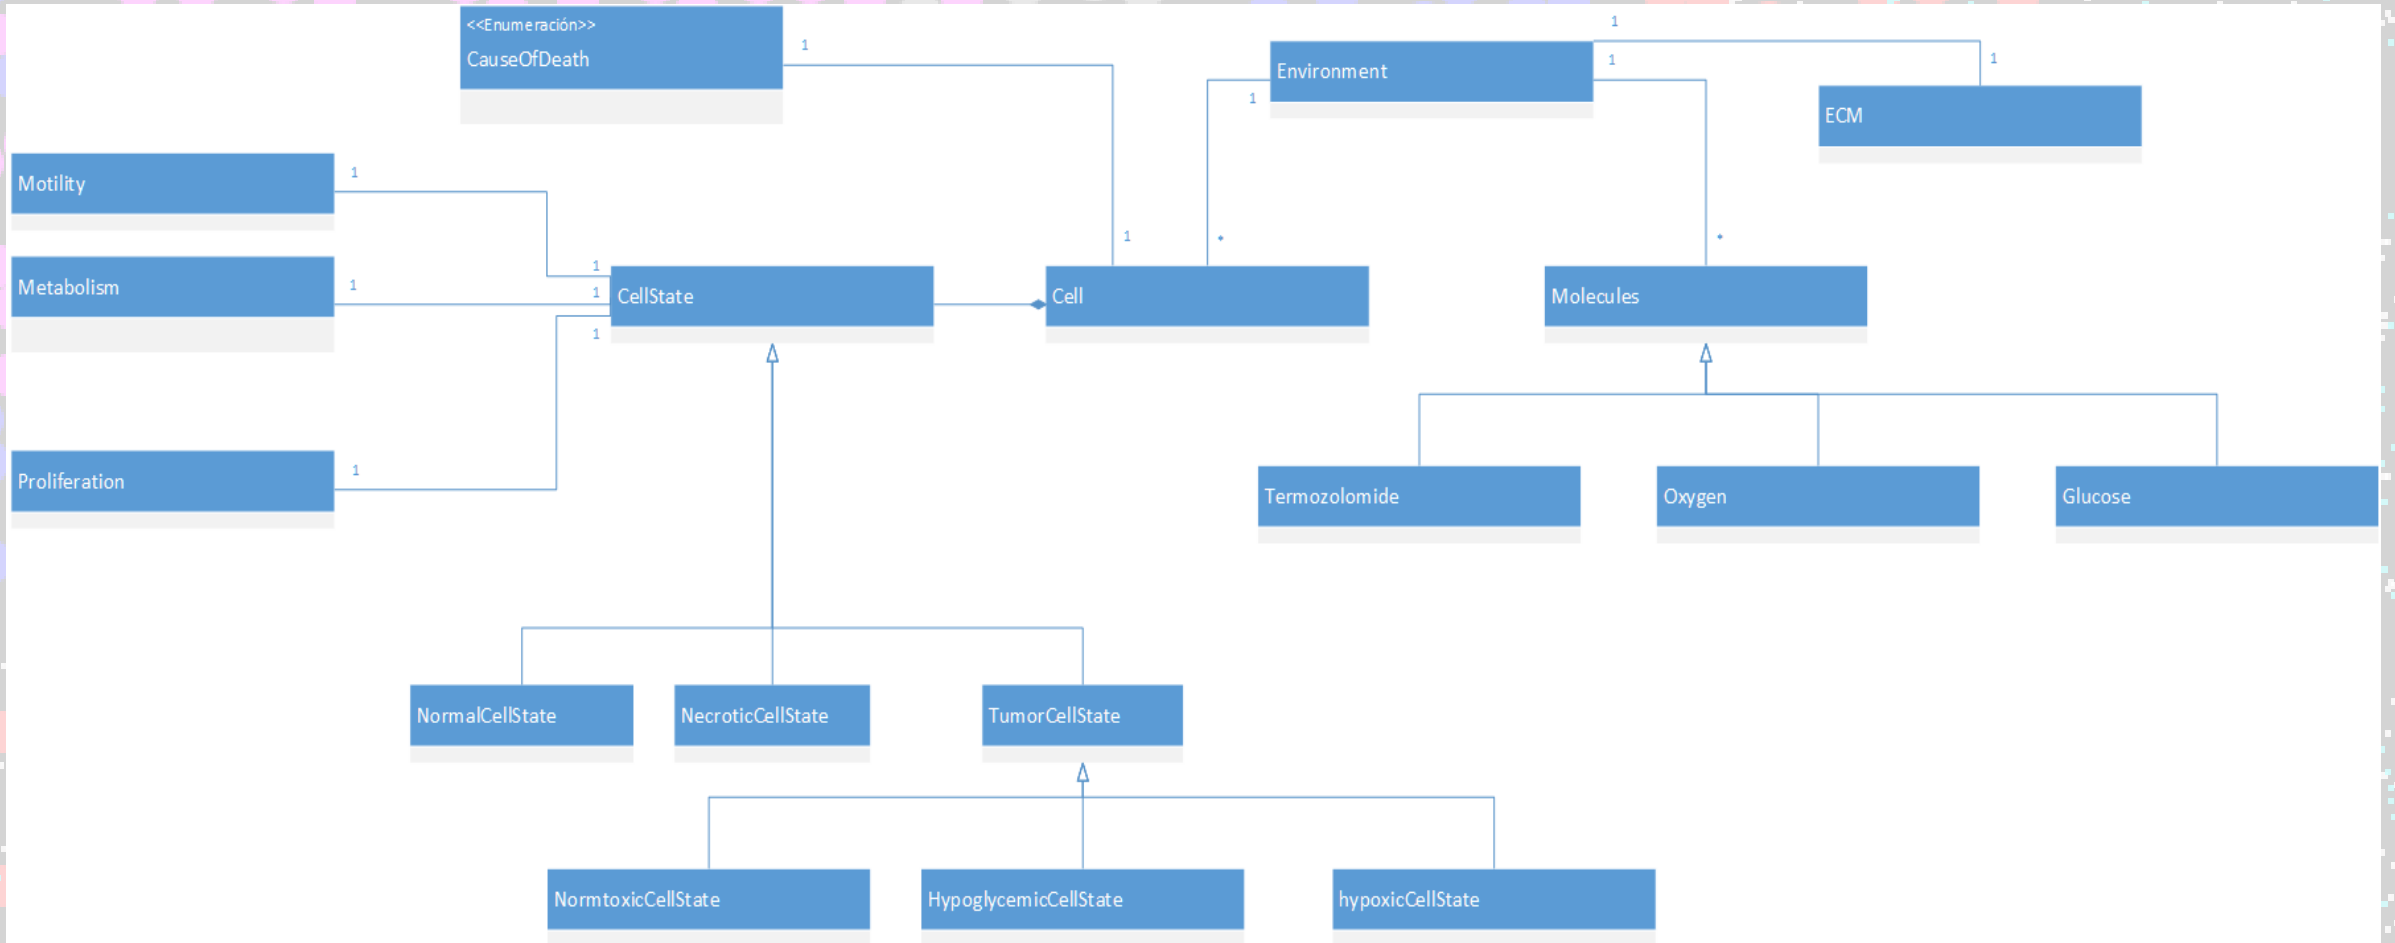 <<Enumeración>>
CauseOfDeath
1
1
Environment
1
1
1
1
ECM
Motility
1
Metabolism
1
1
1
1
CellState
Cell
*
Molecules
*
Proliferation
1
Termozolomide
Oxygen
Glucose
NormalCellState
NecroticCellState
TumorCellState
NormtoxicCellState
HypoglycemicCellState
hypoxicCellState